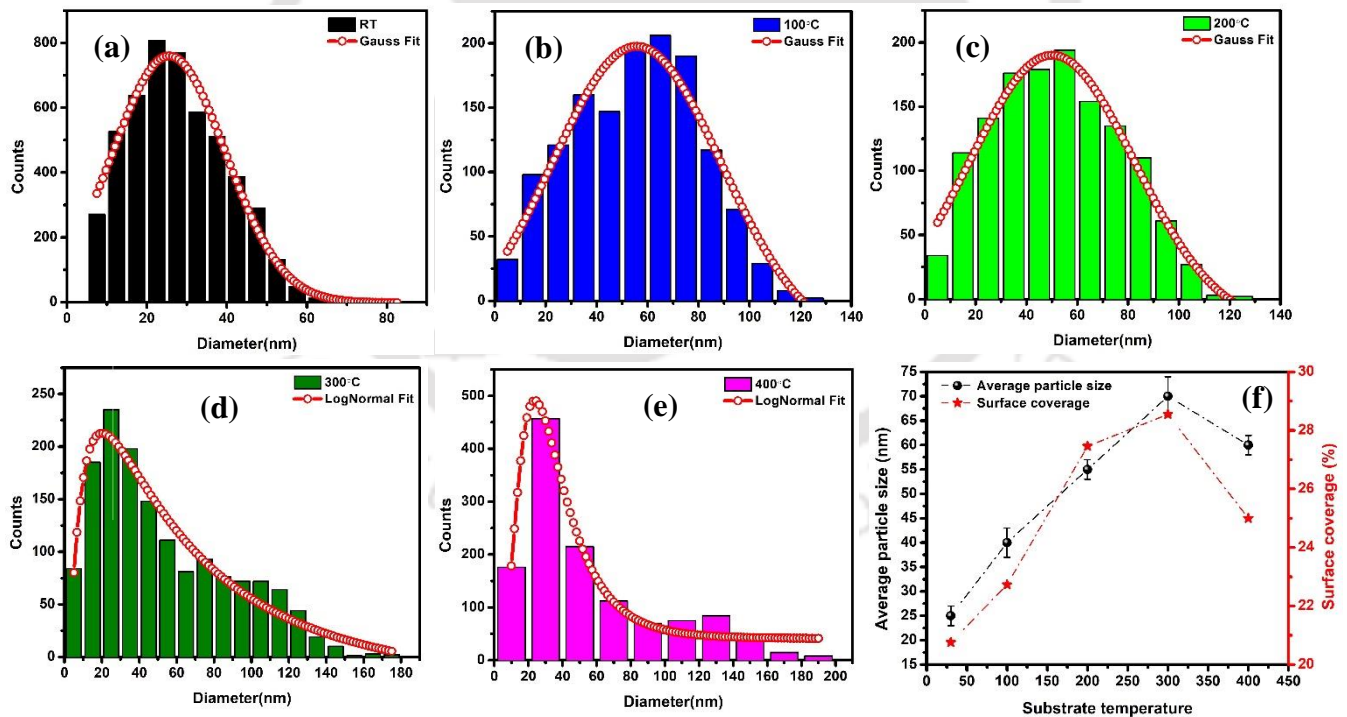 (a)
RT
Gauss Fit
800
600
400
200
0
Counts
0 20 40 60 80
Diameter(nm)
(b)
100°C
Gauss Fit
200
150
100
50
0
Counts
0 20 40 60 80 100 120 140
Diameter(nm)
(c)
200°C
Gauss Fit
200
150
100
50
0
Counts
0 20 40 60 80 100 120 140
Diameter(nm)
(d)
300°C
LogNormal Fit
250
200
150
100
50
0
Counts
0 20 40 60 80 100 120 140 160 180
Diameter(nm)
(e)
400°C
LogNormal Fit
500
400
300
200
100
0
Counts
0 20 40 60 80 100 120 140 160 180 200
Diameter(nm)
(f)
Average particle size
Surface coverage
75
70
65
60
55
50
45
40
35
30
25
20
15
Average particle size (nm)
30
29
28
26
24
22
21
20
Surface coverage (%)
0 50 100 150 200 250 300 350 400 450
Substrate temperature